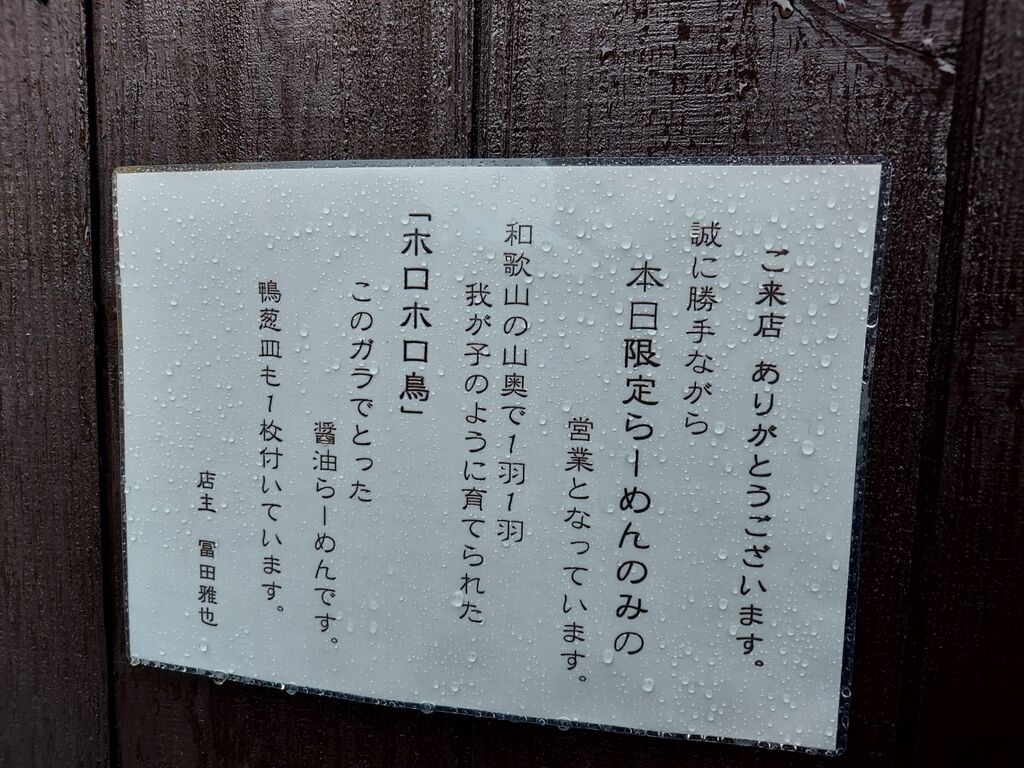 ご来店 ありがとうございます。
誠に勝手ながら
本日限定らーめんのみの
営業となっています。
和歌山の山奥で1羽1羽
我が子のように育てられた
「ホロホロ鳥」
このガラでとった
醤油らーめんです。
鴨葱皿も1枚付いています。
店主 冨田雅也